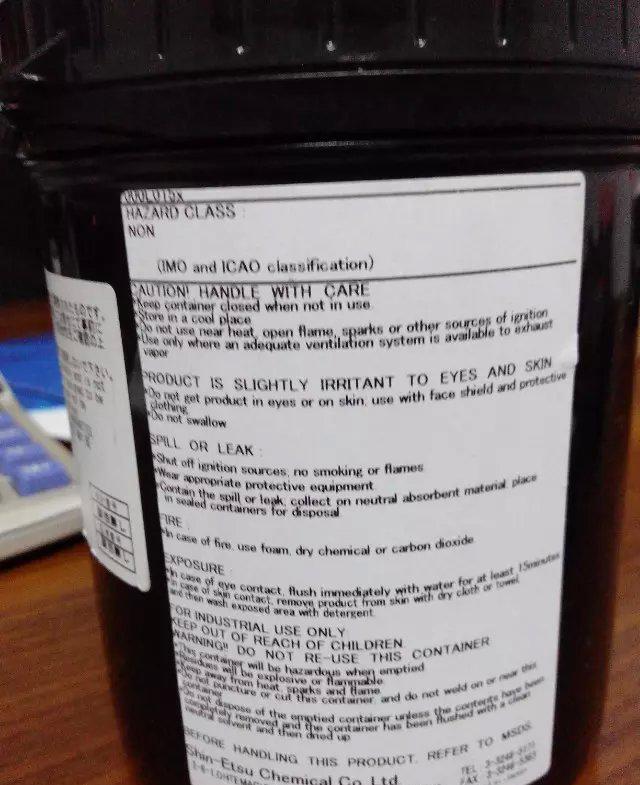 HAZARD CLASS :
NON
(IMO and ICAO classification)
CAUTION! HANDLE WITH CARE
*Keep container closed when not in use.
*Store in a cool place.
*Do not use near heat, open flame, sparks or other sources of ignition
*Use only where an adequate ventilation system is available to exhaust
vapor
PRODUCT IS SLIGHTLY IRRITANT TO EYES AND SKIN
*Do not get product in eyes or on skin, use with face shield and protective
clothing
*Do not swallow
SPILL OR LEAK :
*Shut off ignition sources, no smoking or flames
*Wear appropriate protective equipment
*Contain the spill or leak, collect on neutral absorbent material, place
in sealed containers for disposal
FIRE :
*In case of fire, use foam, dry chemical or carbon dioxide
EXPOSURE :
*In case of eye contact, flush immediately with water for at least 15minutes
*In case of skin contact, remove product from skin with dry cloth or towel
and then wash exposed area with detergent.
FOR INDUSTRIAL USE ONLY
KEEP OUT OF REACH OF CHILDREN
WARNING!! DO NOT RE-USE THIS CONTAINER
*This container will be hazardous when emptied
*Residues will be explosive or flammable
*Keep away from heat, sparks and flame
*Do not puncture or cut this container, and do not weld on or near this
container
*Do not dispose of the emptied container unless the contents have been
completely removed and the container has been flushed with a clean
neutral solvent and then dried up
BEFORE HANDLING THIS PRODUCT, REFER TO MSDS.
Shin-Etsu Chemical Co., Ltd.
TEL
FAX